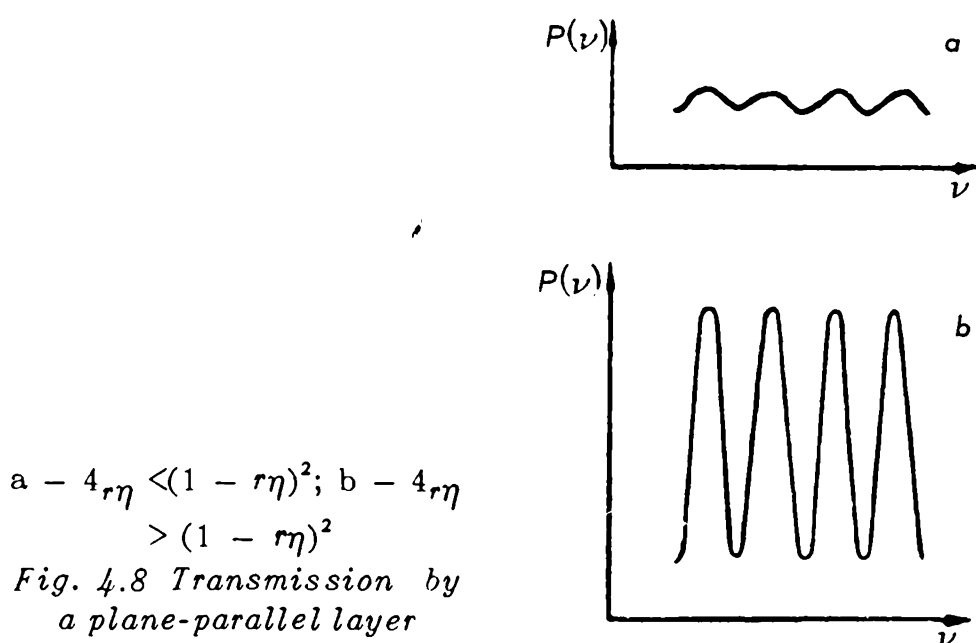 P(ν)
a
ν
P(ν)
b
ν
a – 4rη <(1 – rη)²; b – 4rη
> (1 – rη)²
Fig. 4.8 Transmission by
a plane-parallel layer